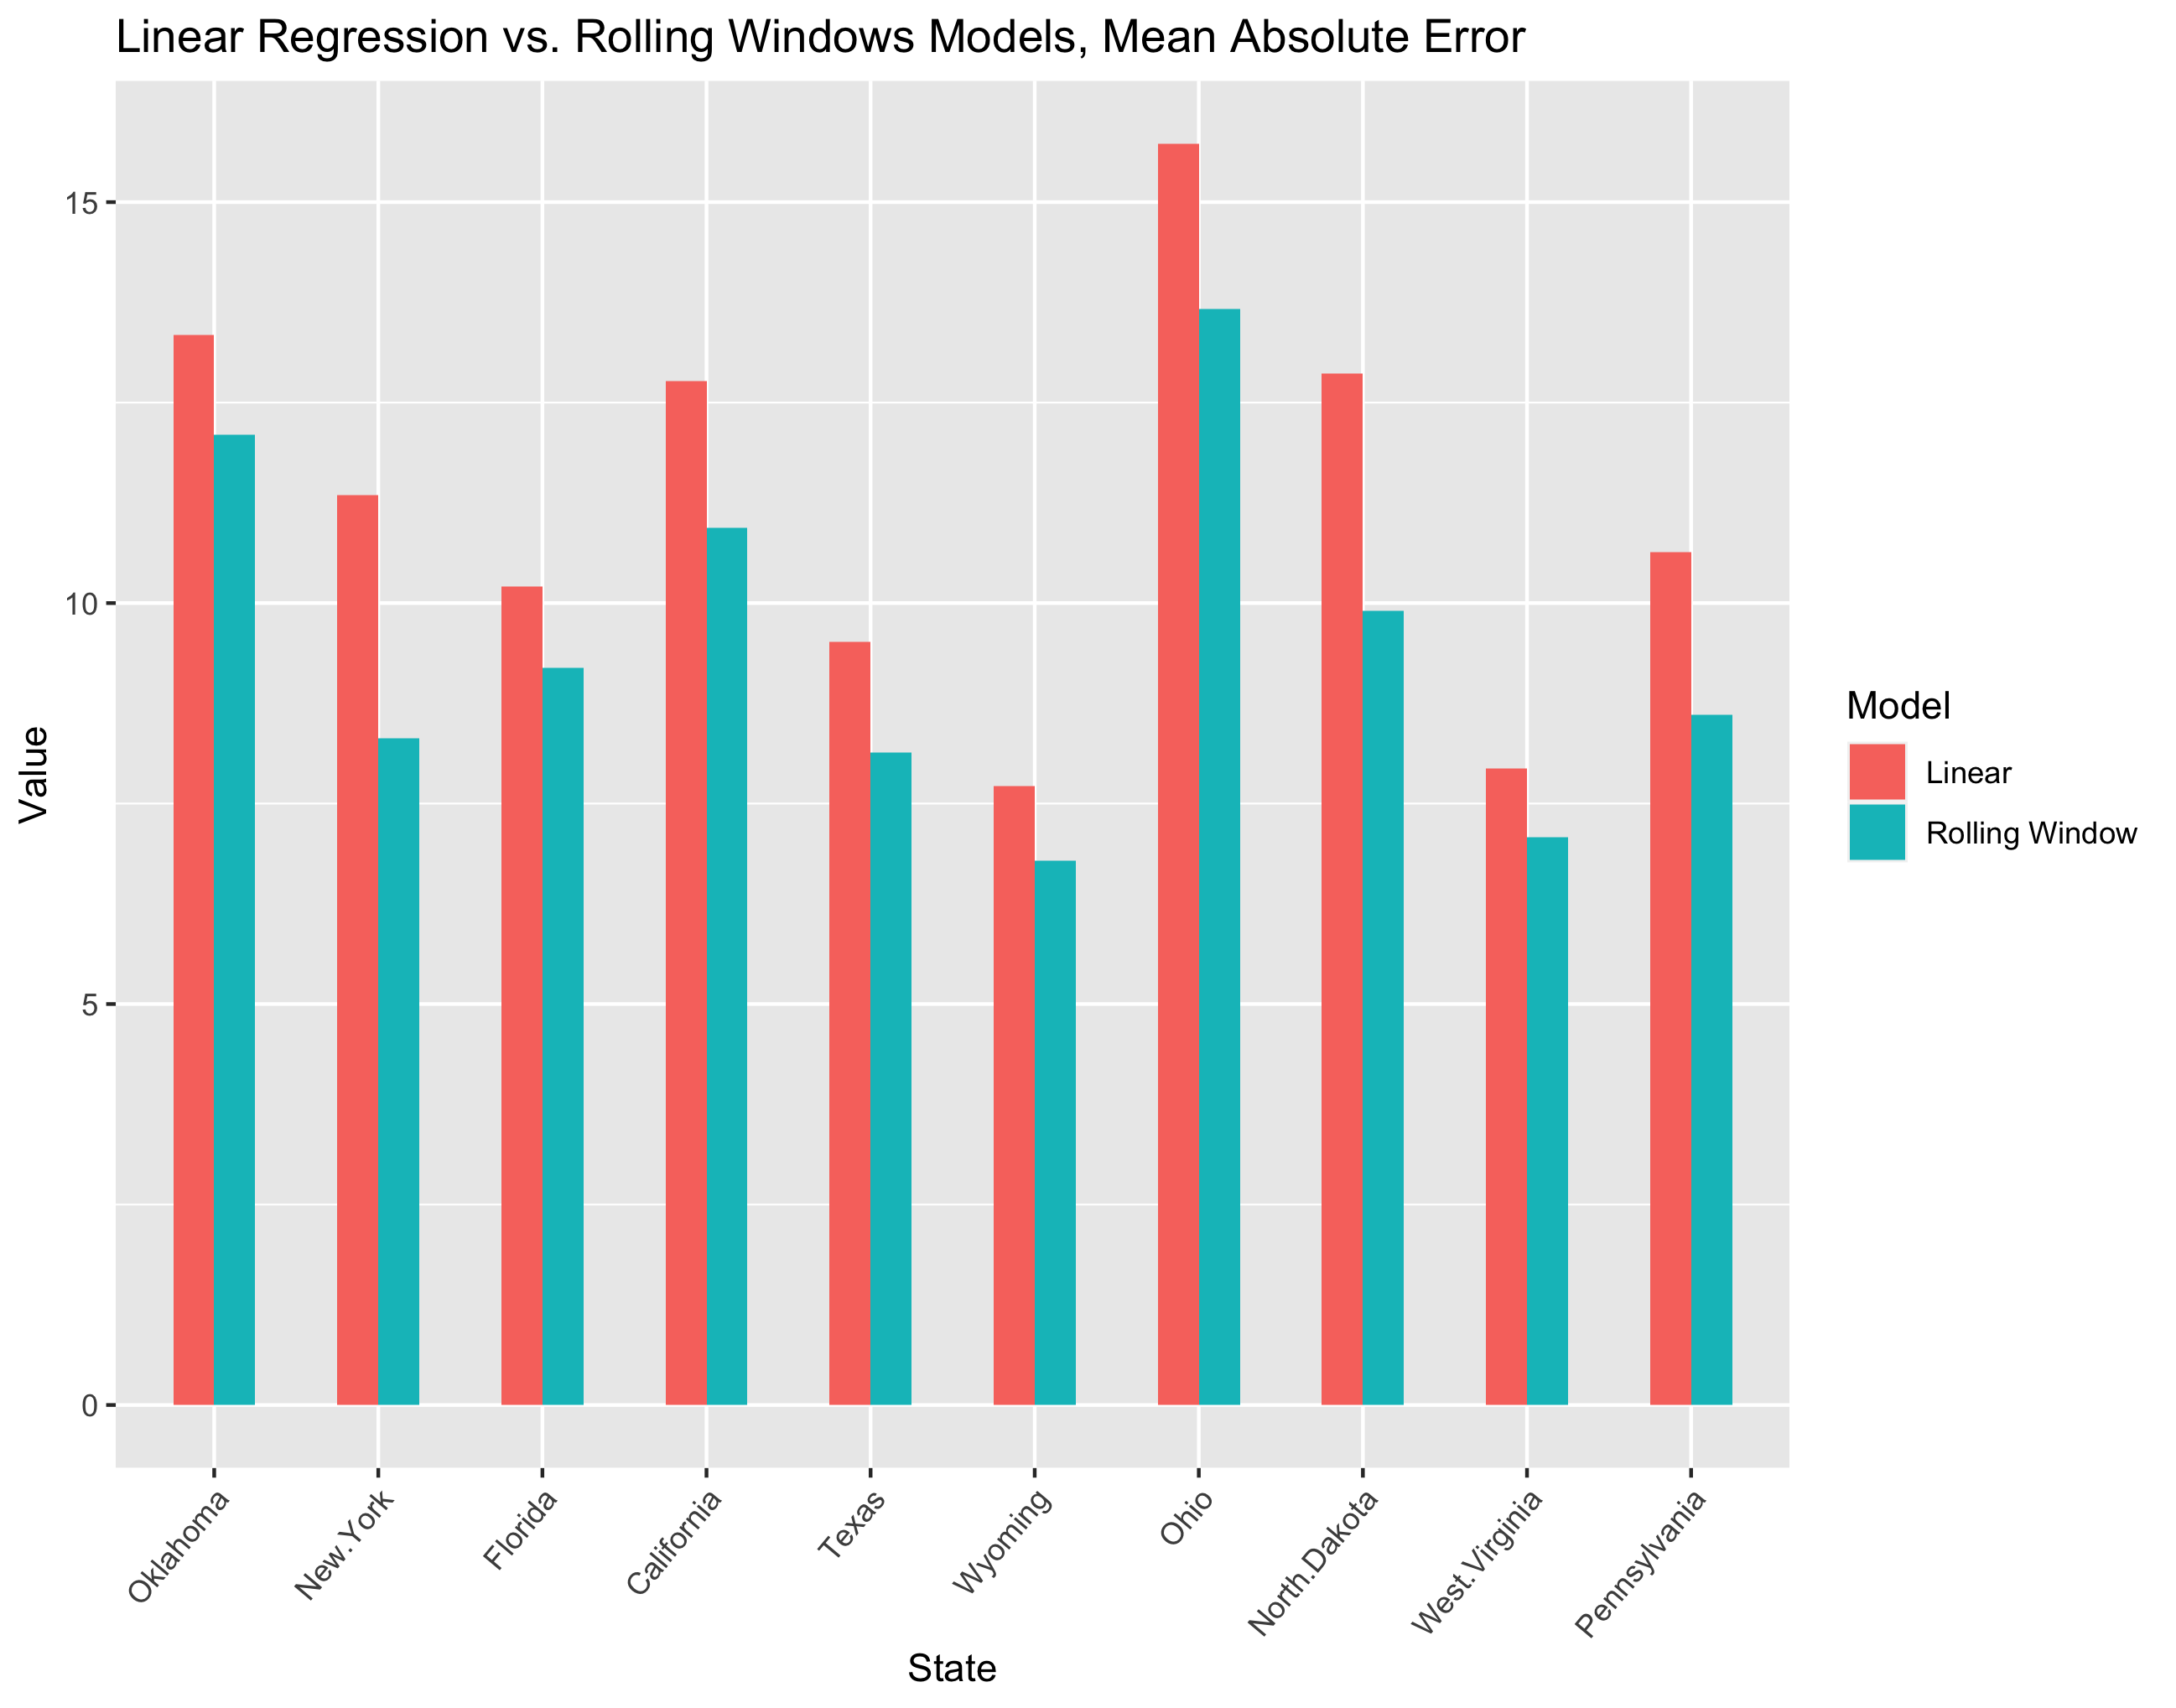 Linear Regression vs. Rolling Windows Models, Mean Absolute Error
15
10
5
0
Value
Oklahoma
New.York
Florida
California
Texas
Wyoming
Ohio
North.Dakota
West.Virginia
Pennsylvania
State
Model
Linear
Rolling Window